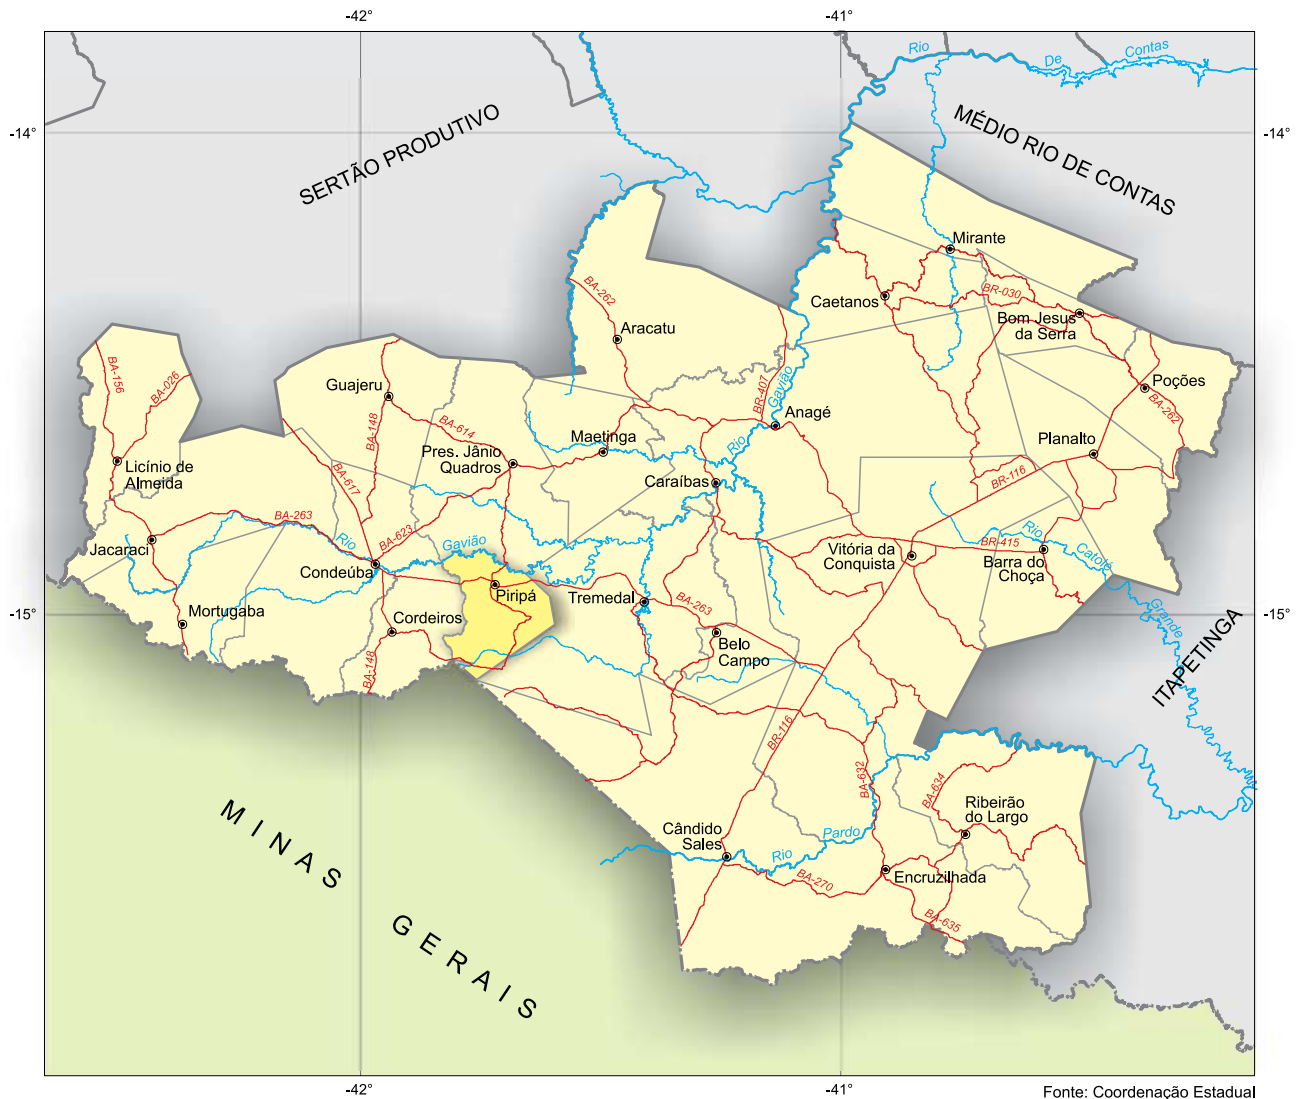 -42°
-41°
Rio
De
Contas
-14°
-14°
SERTÃO PRODUTIVO
MÉDIO RIO DE CONTAS
Mirante
BA-262
BR-030
Caetanos
Bom Jesus
da Serra
Aracatu
BA-156
BA-026
Guajeru
BR-407
Gavião
Poções
BA-262
BA-148
BA-614
Anagé
Maetinga
Rio
Planalto
Pres. Jânio
Quadros
Licínio de
Almeida
BA-617
Caraíbas
BR-116
BA-263
Rio
BA-623
Gavião
Rio
Catolé
Grande
Jacaraci
Vitória da
Conquista
BR-415
Barra do
Choça
Condeúba
Piripá
Tremedal
BA-263
Mortugaba
Cordeiros
-15°
-15°
Belo
Campo
BA-148
ITAPETINGA
BR-116
BA-632
BA-634
Ribeirão
do Largo
MINAS GERAIS
Cândido
Sales
Rio
Pardo
BA-270
Encruzilhada
BA-635
-42°
-41°
Fonte: Coordenação Estadual